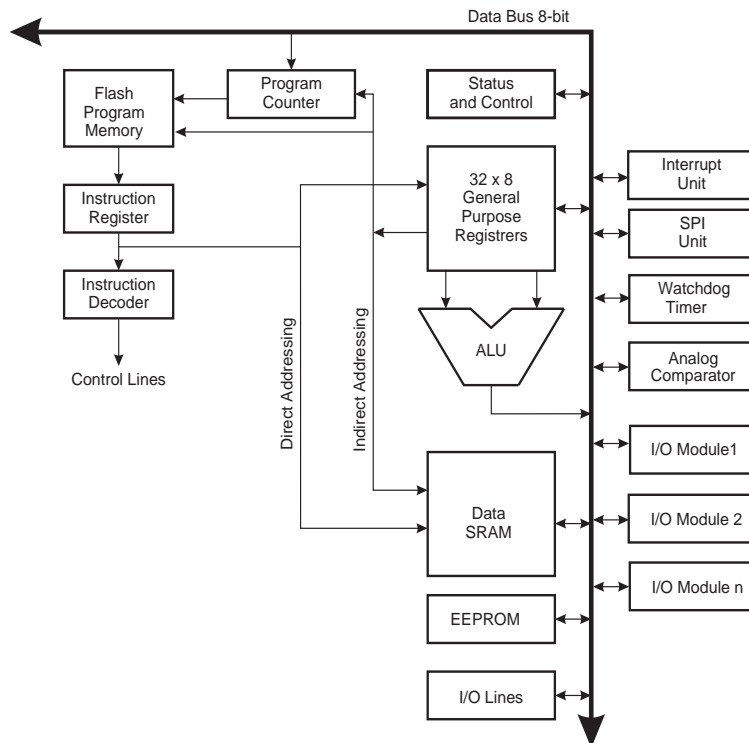 Data Bus 8-bit
Flash
Program
Memory
Program
Counter
Status
and Control
Interrupt
Unit
32 x 8
General
Purpose
Registrers
Instruction
Register
SPI
Unit
Instruction
Decoder
Watchdog
Timer
ALU
Analog
Comparator
Control Lines
Direct Addressing
Indirect Addressing
I/O Module1
Data
SRAM
I/O Module 2
I/O Module n
EEPROM
I/O Lines